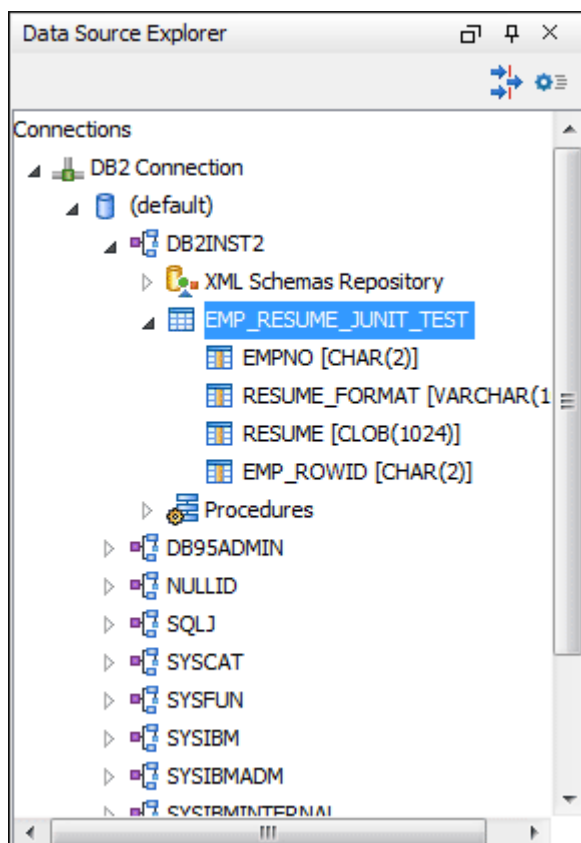 Data Source Explorer
Connections
DB2 Connection
(default)
DB2INST2
XML Schemas Repository
EMP_RESUME_JUNIT_TEST
EMPNO [CHAR(2)]
RESUME_FORMAT [VARCHAR(1
RESUME [CLOB(1024)]
EMP_ROWID [CHAR(2)]
Procedures
DB95ADMIN
NULLID
SQLJ
SYSCAT
SYSFUN
SYSIBM
SYSIBMADM
SYSIBMINTERNAL